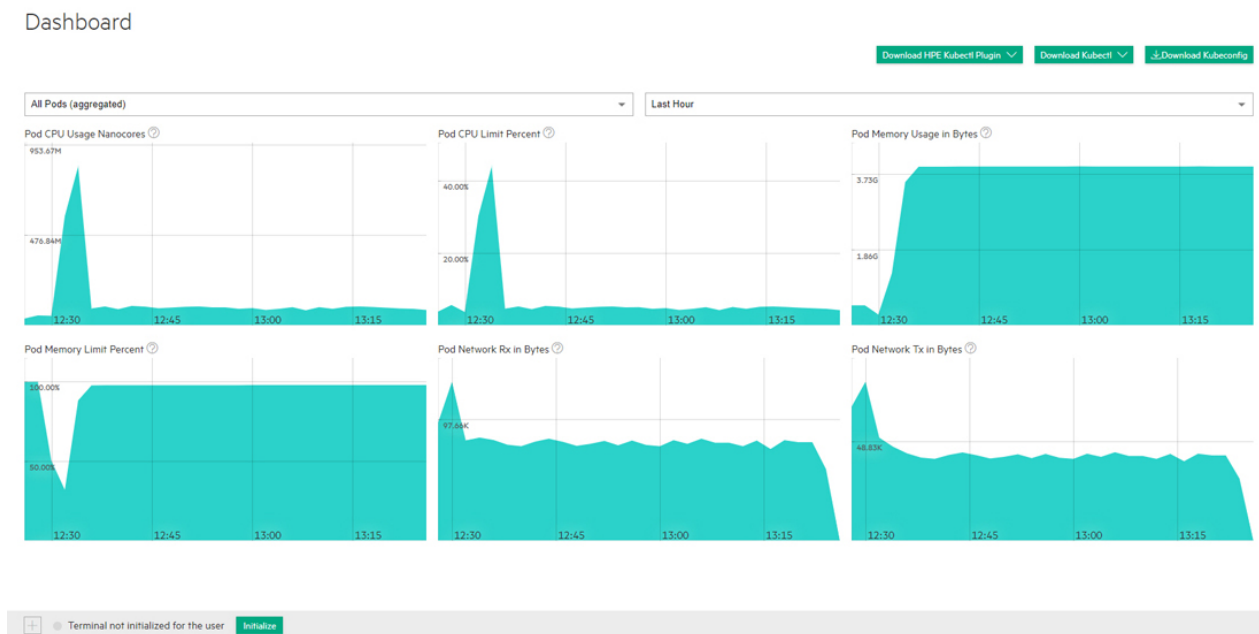 Dashboard
Download HPE Kubectl Plugin
Download Kubectl
Download Kubeconfig
All Pods (aggregated)
Last Hour
Pod CPU Usage Nanocores
953.67M
476.84M
12:30 12:45 13:00 13:15
Pod CPU Limit Percent
40.00%
20.00%
12:30 12:45 13:00 13:15
Pod Memory Usage in Bytes
3.73G
1.86G
12:30 12:45 13:00 13:15
Pod Memory Limit Percent
100.00%
50.00%
12:30 12:45 13:00 13:15
Pod Network Rx in Bytes
97.66K
12:30 12:45 13:00 13:15
Pod Network Tx in Bytes
48.83K
12:30 12:45 13:00 13:15
Terminal not initialized for the user
Initialize